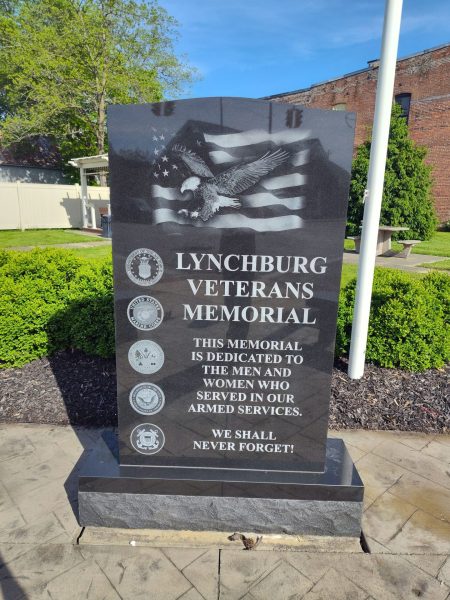 LYNCHBURG
VETERANS
MEMORIAL
THIS MEMORIAL
IS DEDICATED TO
THE MEN AND
WOMEN WHO
SERVED IN OUR
ARMED SERVICES.
WE SHALL
NEVER FORGET!